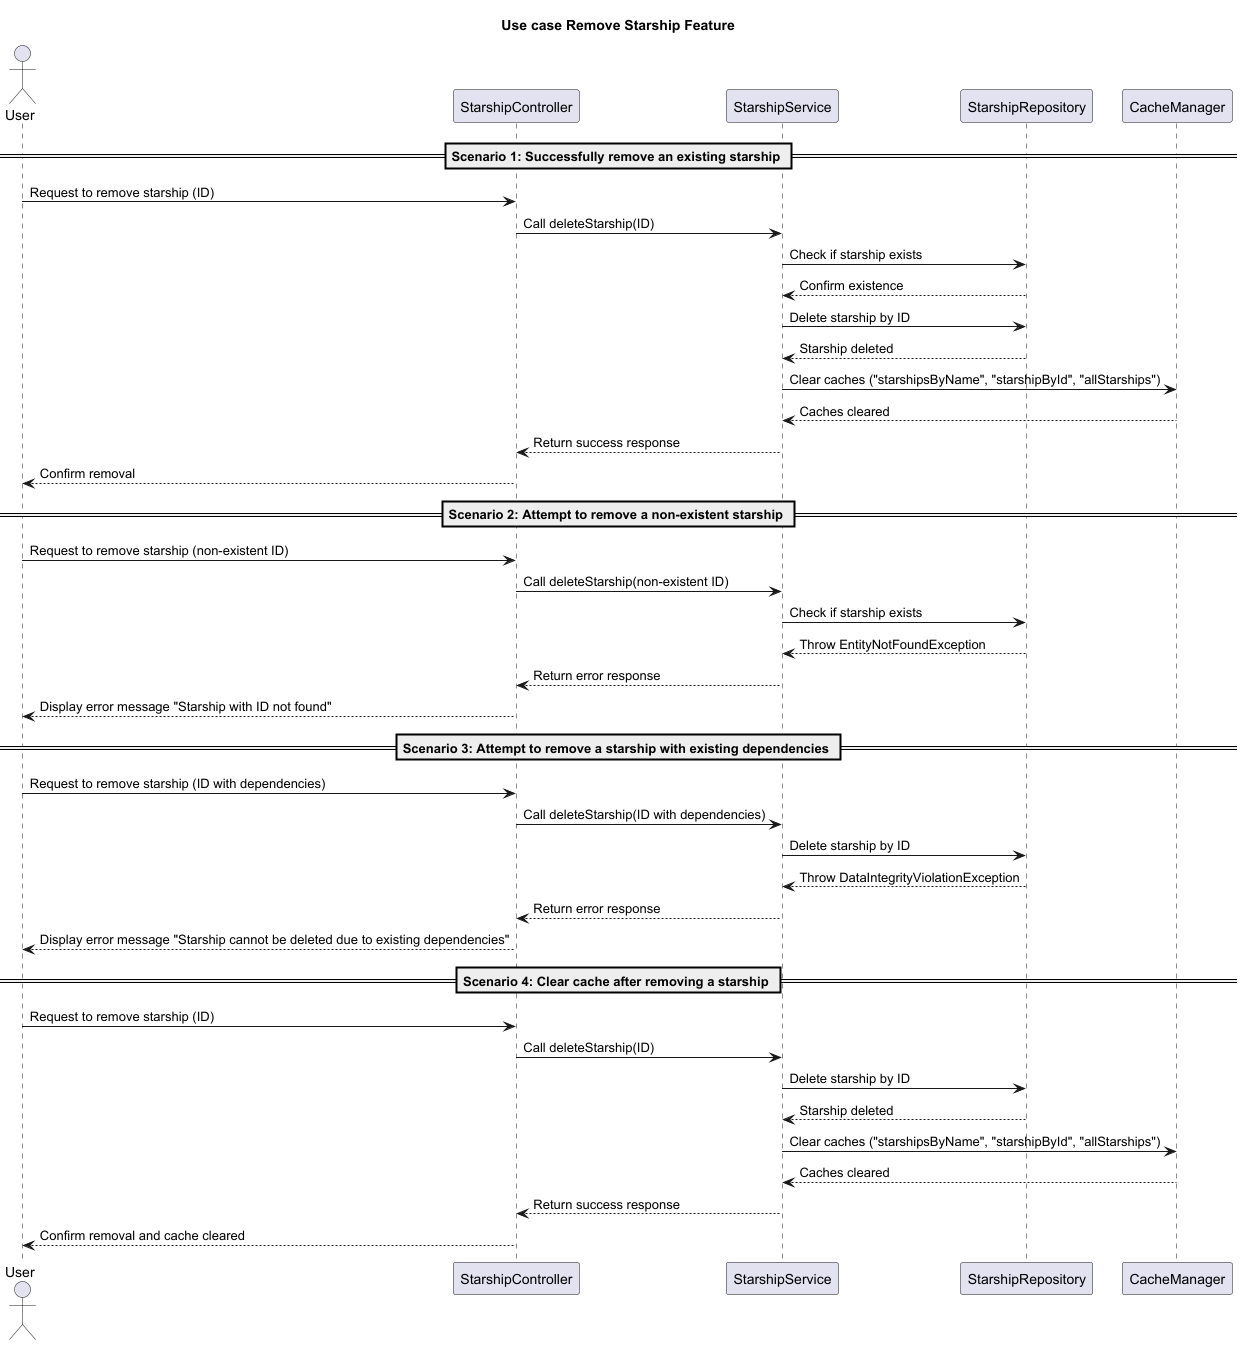 Use case Remove Starship Feature
User
StarshipController
StarshipService
StarshipRepository
CacheManager
Scenario 1: Successfully remove an existing starship
Request to remove starship (ID)
Call deleteStarship(ID)
Check if starship exists
Confirm existence
Delete starship by ID
Starship deleted
Clear caches ("starshipsByName", "starshipById", "allStarships")
Caches cleared
Return success response
Confirm removal
Scenario 2: Attempt to remove a non-existent starship
Request to remove starship (non-existent ID)
Call deleteStarship(non-existent ID)
Check if starship exists
Throw EntityNotFoundException
Return error response
Display error message "Starship with ID not found"
Scenario 3: Attempt to remove a starship with existing dependencies
Request to remove starship (ID with dependencies)
Call deleteStarship(ID with dependencies)
Delete starship by ID
Throw DataIntegrityViolationException
Return error response
Display error message "Starship cannot be deleted due to existing dependencies"
Scenario 4: Clear cache after removing a starship
Request to remove starship (ID)
Call deleteStarship(ID)
Delete starship by ID
Starship deleted
Clear caches ("starshipsByName", "starshipById", "allStarships")
Caches cleared
Return success response
Confirm removal and cache cleared
User
StarshipController
StarshipService
StarshipRepository
CacheManager